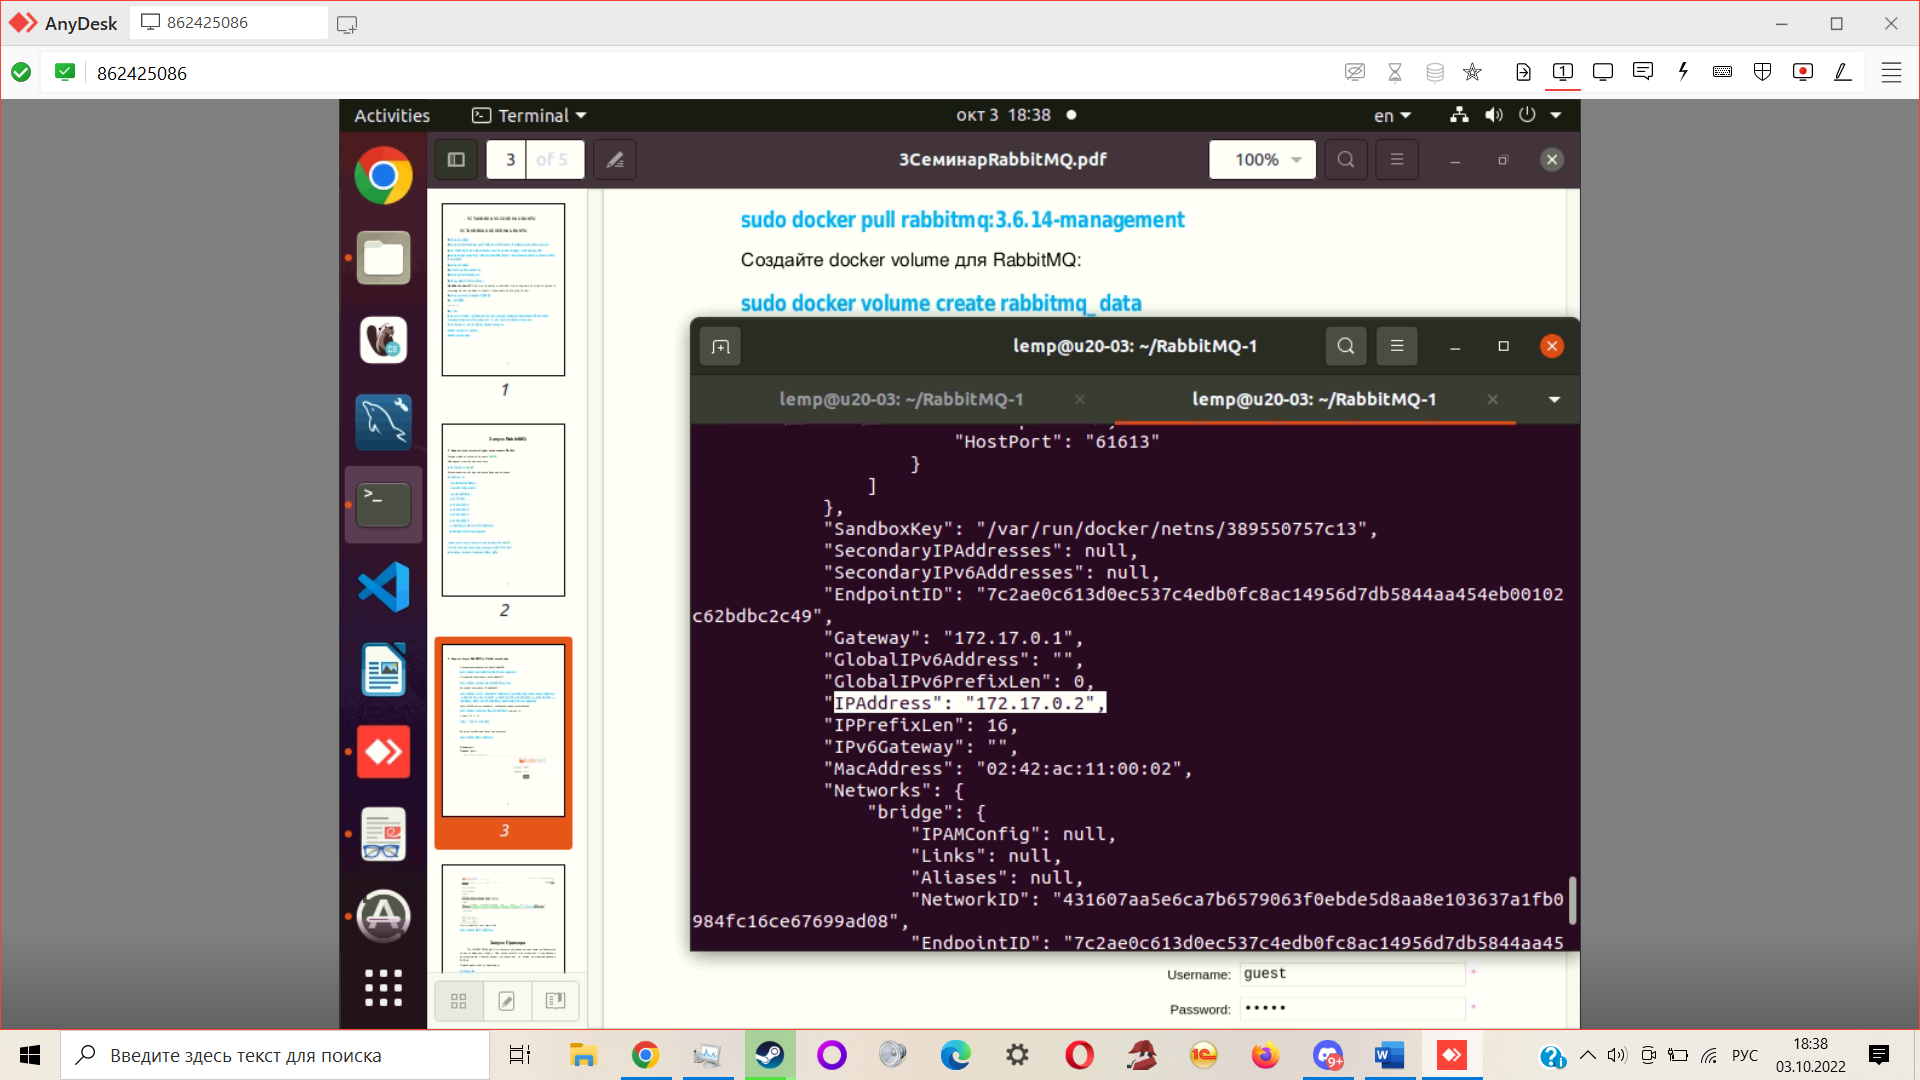 AnyDesk
862425086
862425086
1
Activities
Terminal
окт 3 18:38
en
3
of 5
3СеминарRabbitMQ.pdf
100%
sudo docker pull rabbitmq:3.6.14-management
Создайте docker volume для RabbitMQ:
sudo docker volume create rabbitmq_data
1
2
3
Запуск RabbitMQ
Запуск Примера
lemp@u20-03: ~/RabbitMQ-1
lemp@u20-03: ~/RabbitMQ-1
lemp@u20-03: ~/RabbitMQ-1
"HostPort": "61613"
}
]
},
"SandboxKey": "/var/run/docker/netns/389550757c13",
"SecondaryIPAddresses": null,
"SecondaryIPv6Addresses": null,
"EndpointID": "7c2ae0c613d0ec537c4edb0fc8ac14956d7db5844aa454eb00102
c62bdbc2c49",
"Gateway": "172.17.0.1",
"GlobalIPv6Address": "",
"GlobalIPv6PrefixLen": 0,
"IPAddress": "172.17.0.2",
"IPPrefixLen": 16,
"IPv6Gateway": "",
"MacAddress": "02:42:ac:11:00:02",
"Networks": {
"bridge": {
"IPAMConfig": null,
"Links": null,
"Aliases": null,
"NetworkID": "431607aa5e6ca7b6579063f0ebde5d8aa8e103637a1fb0
984fc16ce67699ad08",
"EndpointID": "7c2ae0c613d0ec537c4edb0fc8ac14956d7db5844aa45
Username: guest *
Password: ••••• *
Введите здесь текст для поиска
9+
РУС
18:38
03.10.2022